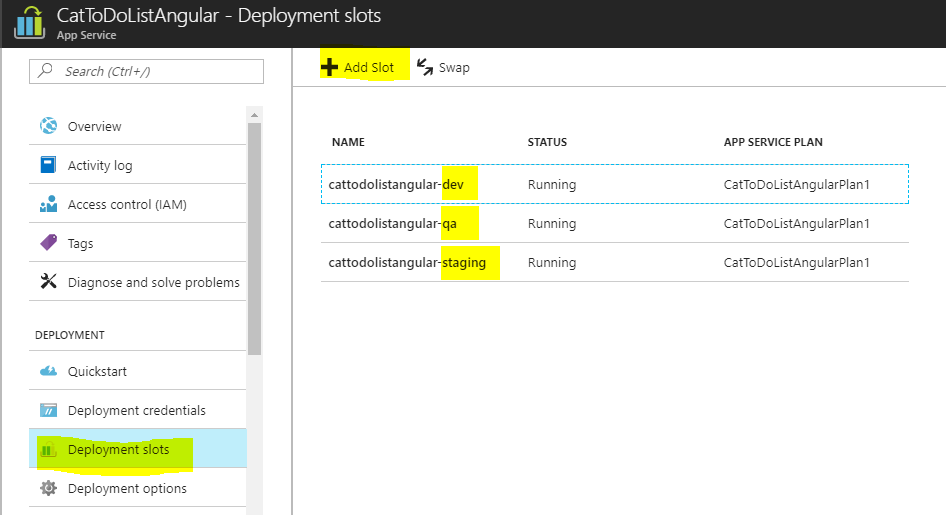 CatToDoListAngular - Deployment slots
App Service
Search (Ctrl+/)
Overview
Activity log
Access control (IAM)
Tags
Diagnose and solve problems
DEPLOYMENT
Quickstart
Deployment credentials
Deployment slots
Deployment options
Add Slot Swap
NAME STATUS APP SERVICE PLAN
cattodolistangular-dev Running CatToDoListAngularPlan1
cattodolistangular-qa Running CatToDoListAngularPlan1
cattodolistangular-staging Running CatToDoListAngularPlan1